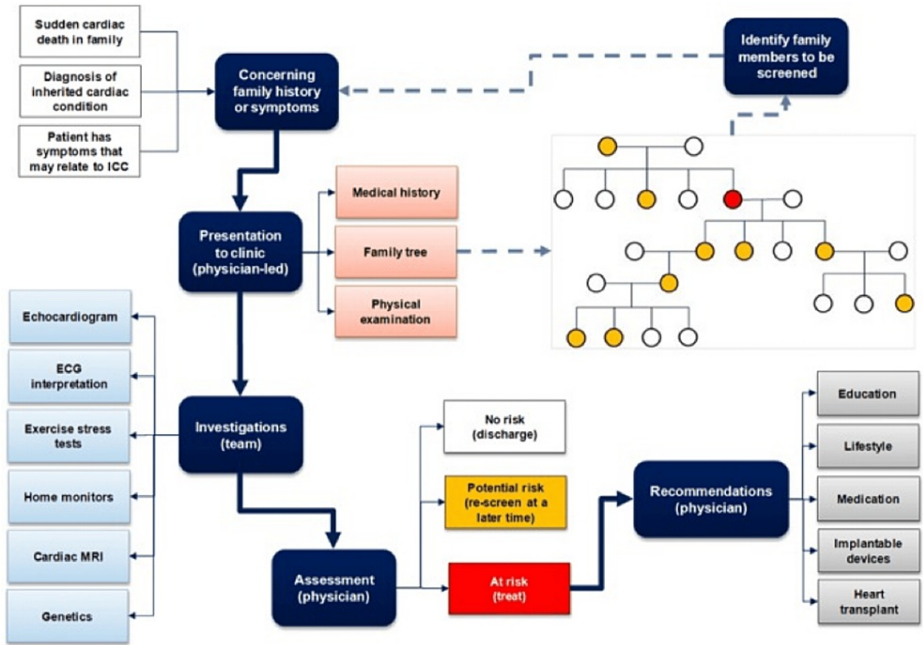 Sudden cardiac
death in family
Diagnosis of
inherited cardiac
condition
Patient has
symptoms that
may relate to ICC
Concerning
family history
or symptoms
Identify family
members to be
screened
Presentation
to clinic
(physician-led)
Medical history
Family tree
Physical
examination
Echocardiogram
ECG
interpretation
Exercise stress
tests
Home monitors
Cardiac MRI
Genetics
Investigations
(team)
Assessment
(physician)
No risk
(discharge)
Potential risk
(re-screen at a
later time)
At risk
(treat)
Recommendations
(physician)
Education
Lifestyle
Medication
Implantable
devices
Heart
transplant